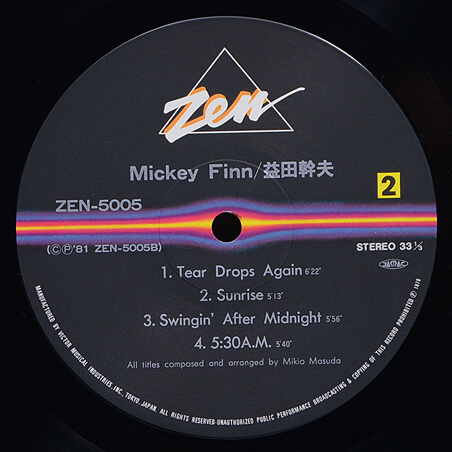 Zen
Mickey Finn/益田幹夫
2
ZEN-5005
(ⒸⓅ'81 ZEN-5005B)
STEREO 33⅓
1. Tear Drops Again 6'22"
2. Sunrise 5'13"
3. Swingin' After Midnight 5'56"
4. 5:30A.M. 5'40"
All titles composed and arranged by Mikio Masuda
MANUFACTURED BY VICTOR MUSICAL INDUSTRIES, INC., TOKYO, JAPAN. ALL RIGHTS RESERVED-UNAUTHORIZED PUBLIC PERFORMANCE BROADCASTING & COPYING OF THIS RECORD PROHIBITED